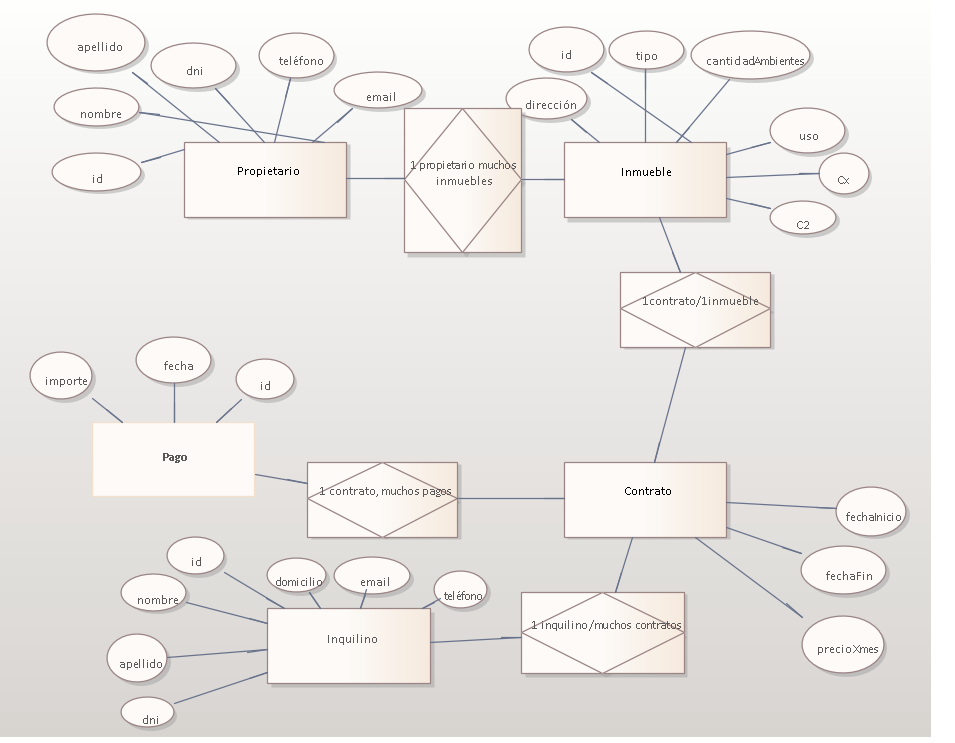 apellido
dni
teléfono
email
nombre
id
Propietario
1 propietario muchos
inmuebles
id
tipo
cantidadAmbientes
dirección
uso
Cx
C2
Inmueble
1contrato/1inmueble
importe
fecha
id
Pago
1 contrato, muchos pagos
Contrato
fechaInicio
fechaFin
precioXmes
1 inquilino/muchos contratos
id
domicilio
email
teléfono
nombre
Inquilino
apellido
dni